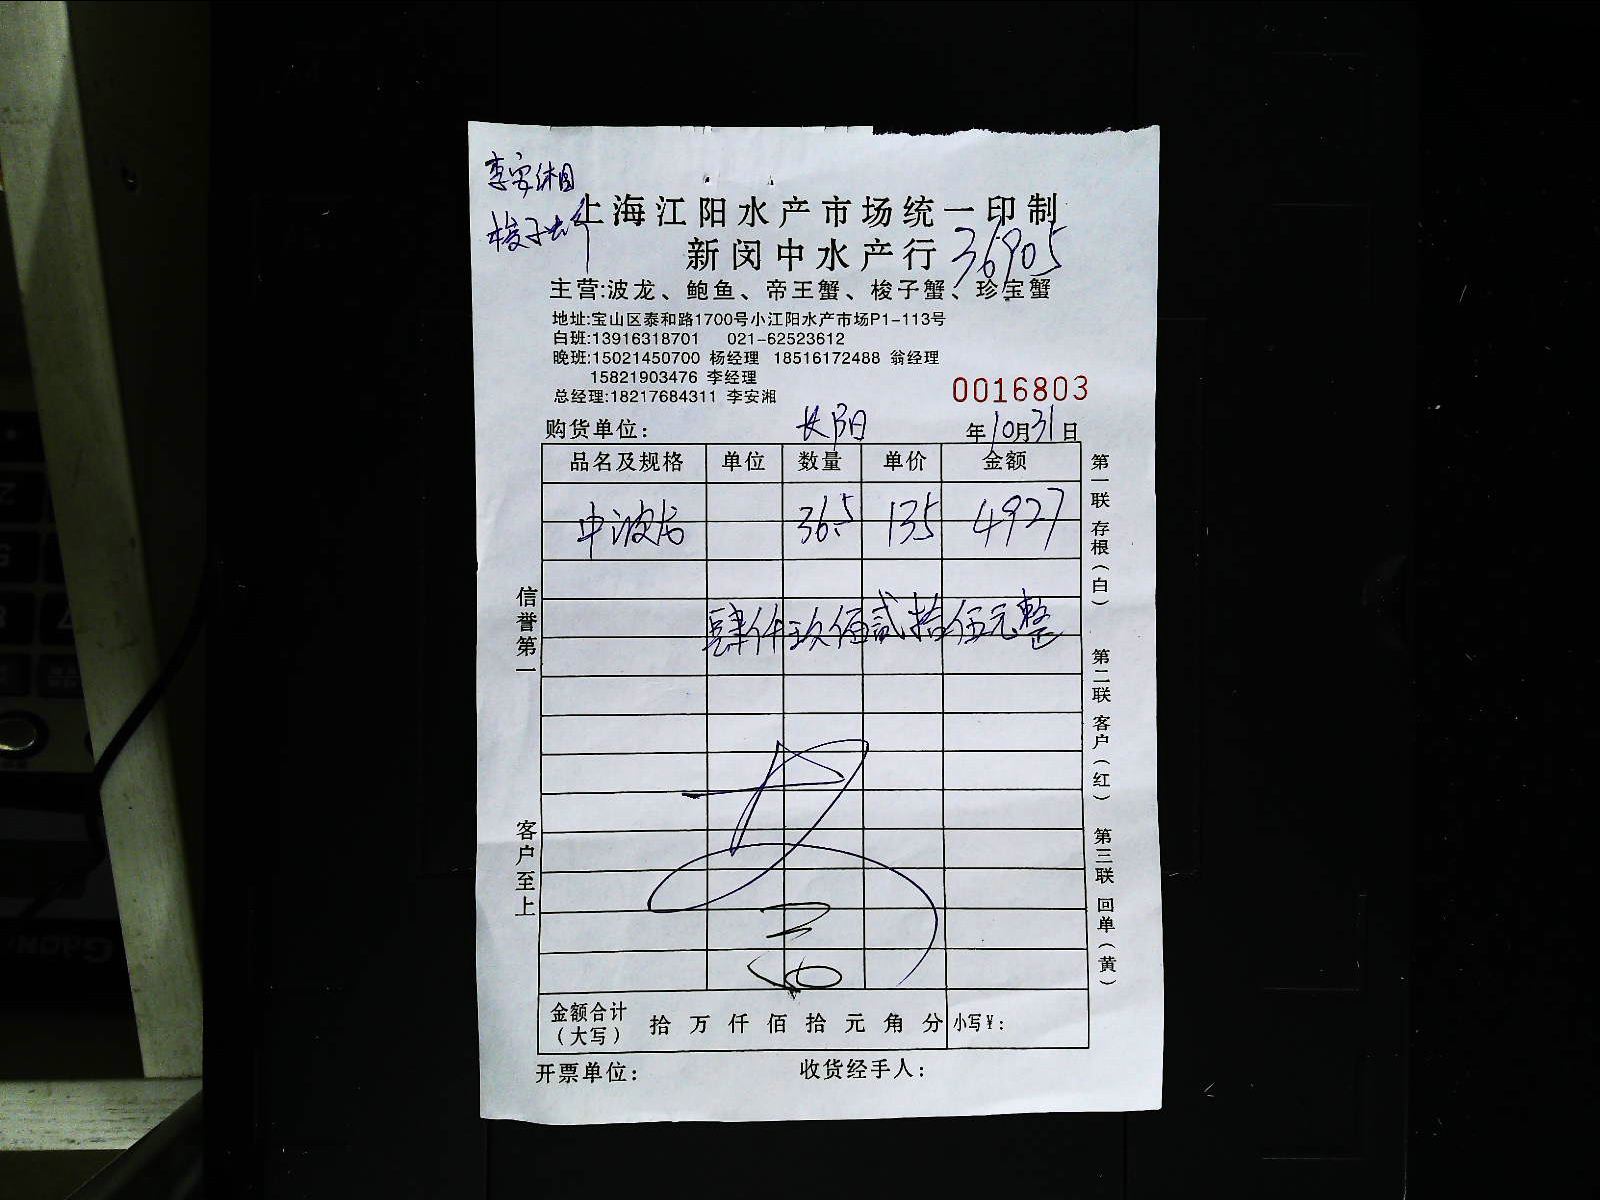 李安湘
梭子蟹
上海江阳水产市场统一印制
新闵中水产行
36905
主营:波龙、鲍鱼、帝王蟹、梭子蟹、珍宝蟹
地址:宝山区泰和路1700号小江阳水产市场P1-113号
白班:13916318701 021-62523612
晚班:15021450700 杨经理 18516172488 翁经理
15821903476 李经理
总经理:18217684311 李安湘
0016803
购货单位: 长阳 年10月31日
品名及规格 单位 数量 单价 金额
中波龙 36.5 135 4927
肆仟玖佰贰拾伍元整
信誉第一
客户至上
第一联 存根(白)
第二联 客户(红)
第三联 回单(黄)
金额合计(大写) 拾 万 仟 佰 拾 元 角 分 小写¥:
开票单位: 收货经手人: